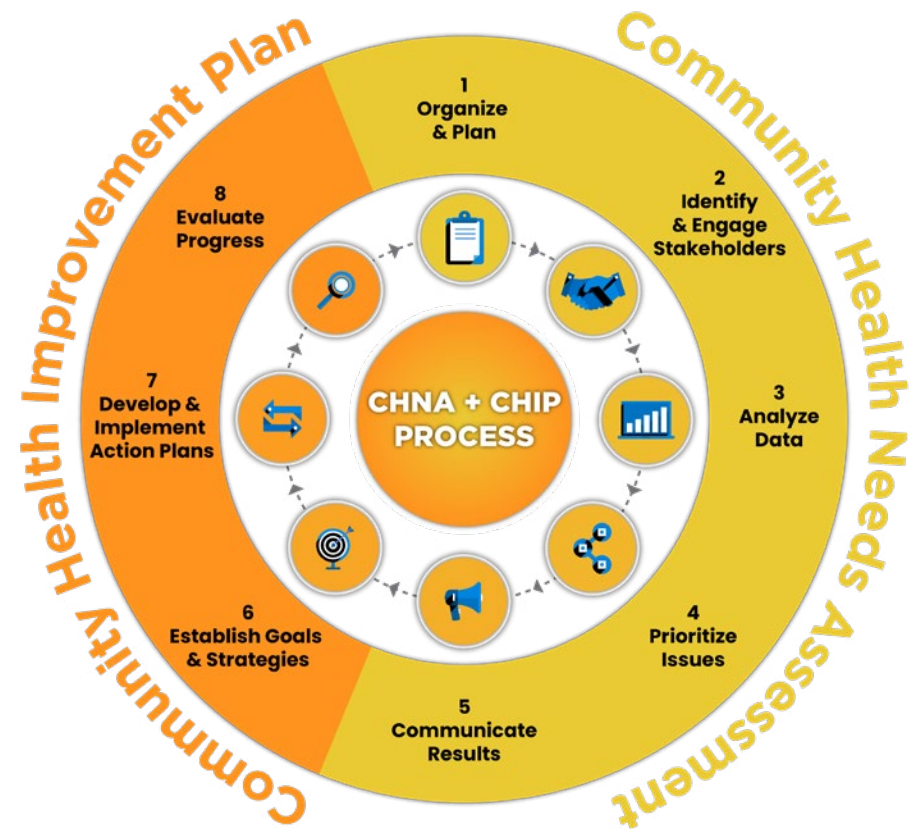 Community Health Improvement Plan
Community Health Needs Assessment
1
Organize
& Plan
2
Identify
& Engage
Stakeholders
3
Analyze
Data
4
Prioritize
Issues
5
Communicate
Results
6
Establish Goals
& Strategies
7
Develop &
Implement
Action Plans
8
Evaluate
Progress
CHNA + CHIP
PROCESS